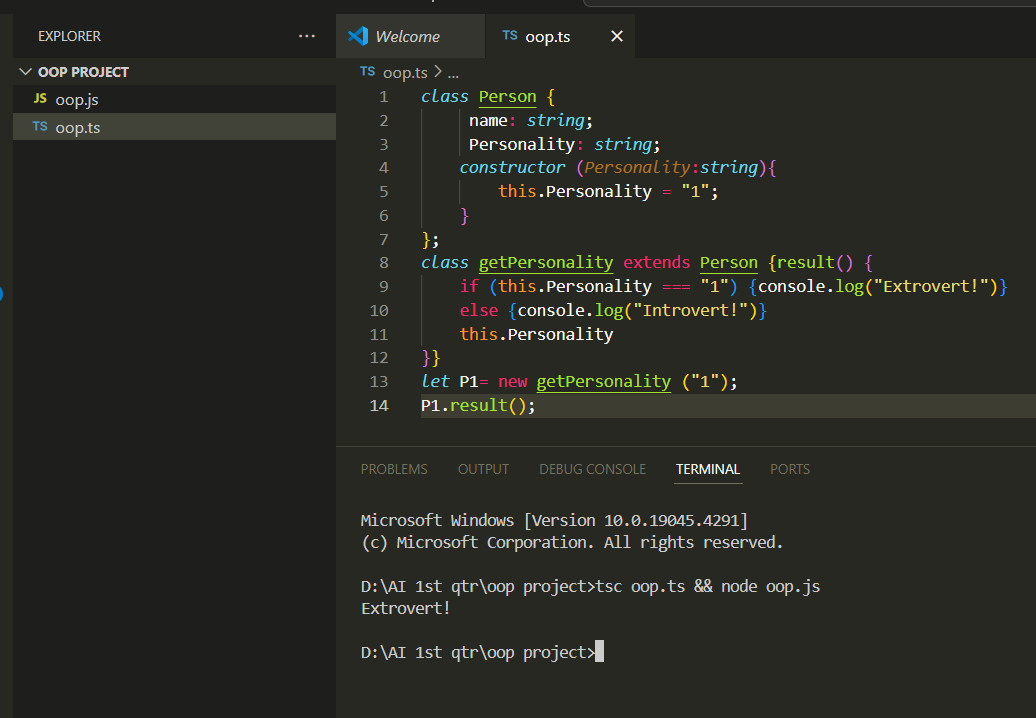 EXPLORER ...
OOP PROJECT
JS oop.js
TS oop.ts
Welcome TS oop.ts
TS oop.ts > ...
1 class Person {
2 name: string;
3 Personality: string;
4 constructor (Personality:string){
5 this.Personality = "1";
6 }
7 };
8 class getPersonality extends Person {result() {
9 if (this.Personality === "1") {console.log("Extrovert!")}
10 else {console.log("Introvert!")}
11 this.Personality
12 }}
13 let P1= new getPersonality ("1");
14 P1.result();
PROBLEMS OUTPUT DEBUG CONSOLE TERMINAL PORTS
Microsoft Windows [Version 10.0.19045.4291]
(c) Microsoft Corporation. All rights reserved.
D:\AI 1st qtr\oop project>tsc oop.ts && node oop.js
Extrovert!
D:\AI 1st qtr\oop project>